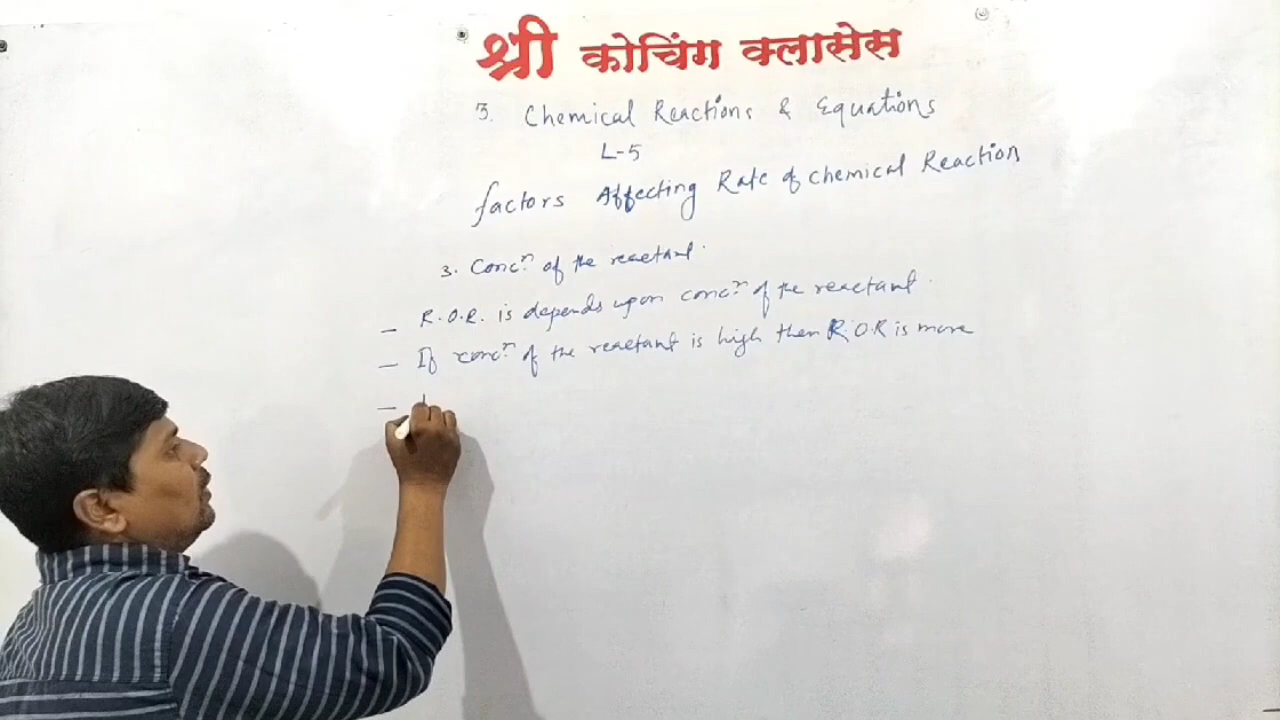 श्री कोचिंग क्लासेस
3. Chemical Reactions & Equations
L-5
factors Affecting Rate of chemical Reaction
3. Concⁿ. of the reactant.
— R.O.R. is depends upon concⁿ of the reactant.
— If concⁿ. of the reactant is high then R.O.R is more
—